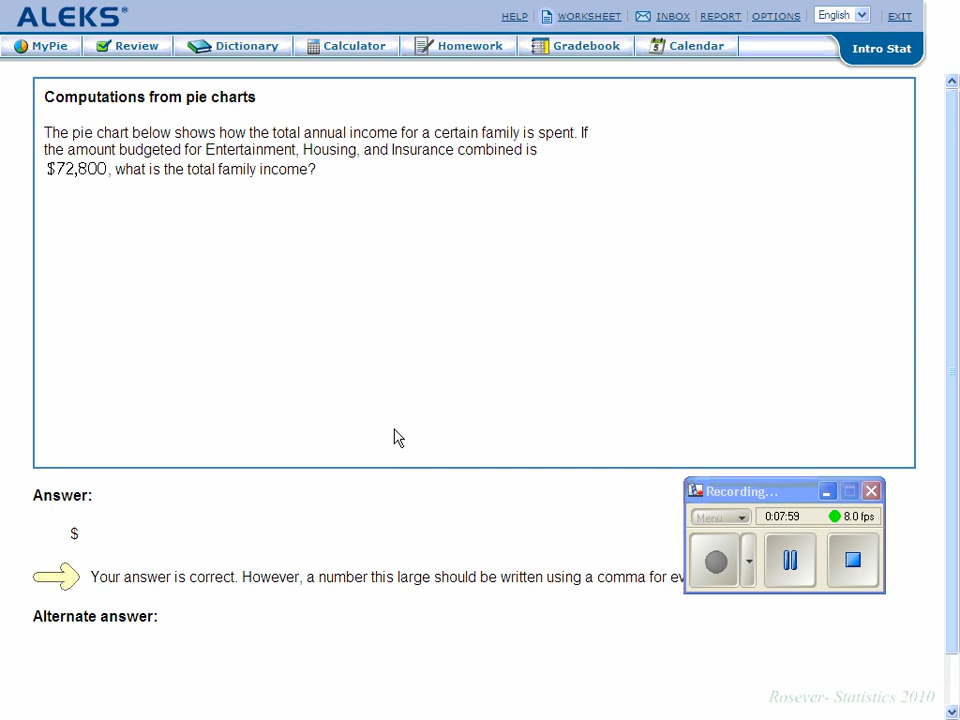 ALEKS®
HELP WORKSHEET INBOX REPORT OPTIONS English EXIT
MyPie Review Dictionary Calculator Homework Gradebook Calendar Intro Stat
Computations from pie charts
The pie chart below shows how the total annual income for a certain family is spent. If
the amount budgeted for Entertainment, Housing, and Insurance combined is
$72,800, what is the total family income?
Answer:
$
Recording...
Menu 0:07:59 8.0 fps
Your answer is correct. However, a number this large should be written using a comma for ev
Alternate answer:
Rosever- Statistics 2010